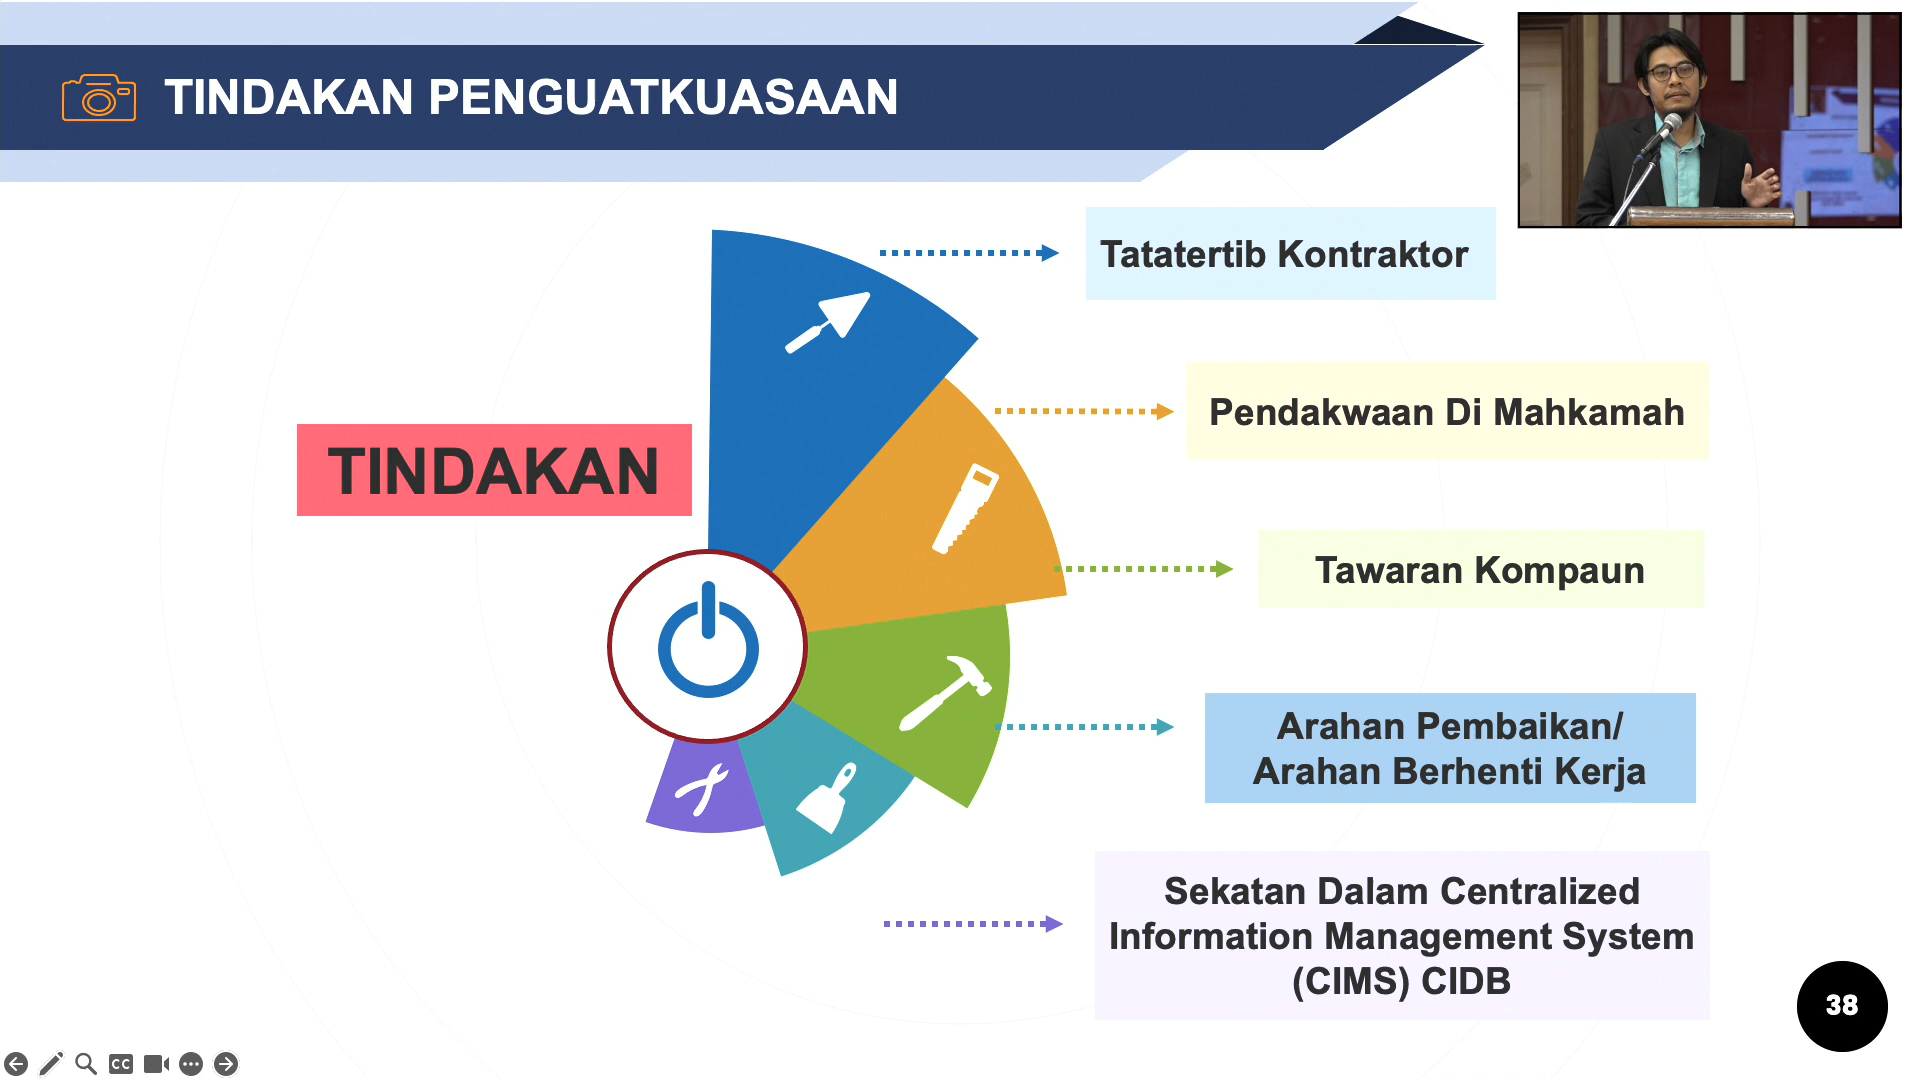 TINDAKAN PENGUATKUASAAN
Tatatertib Kontraktor
Pendakwaan Di Mahkamah
TINDAKAN
Tawaran Kompaun
Arahan Pembaikan/
Arahan Berhenti Kerja
Sekatan Dalam Centralized
Information Management System
(CIMS) CIDB
38
CC